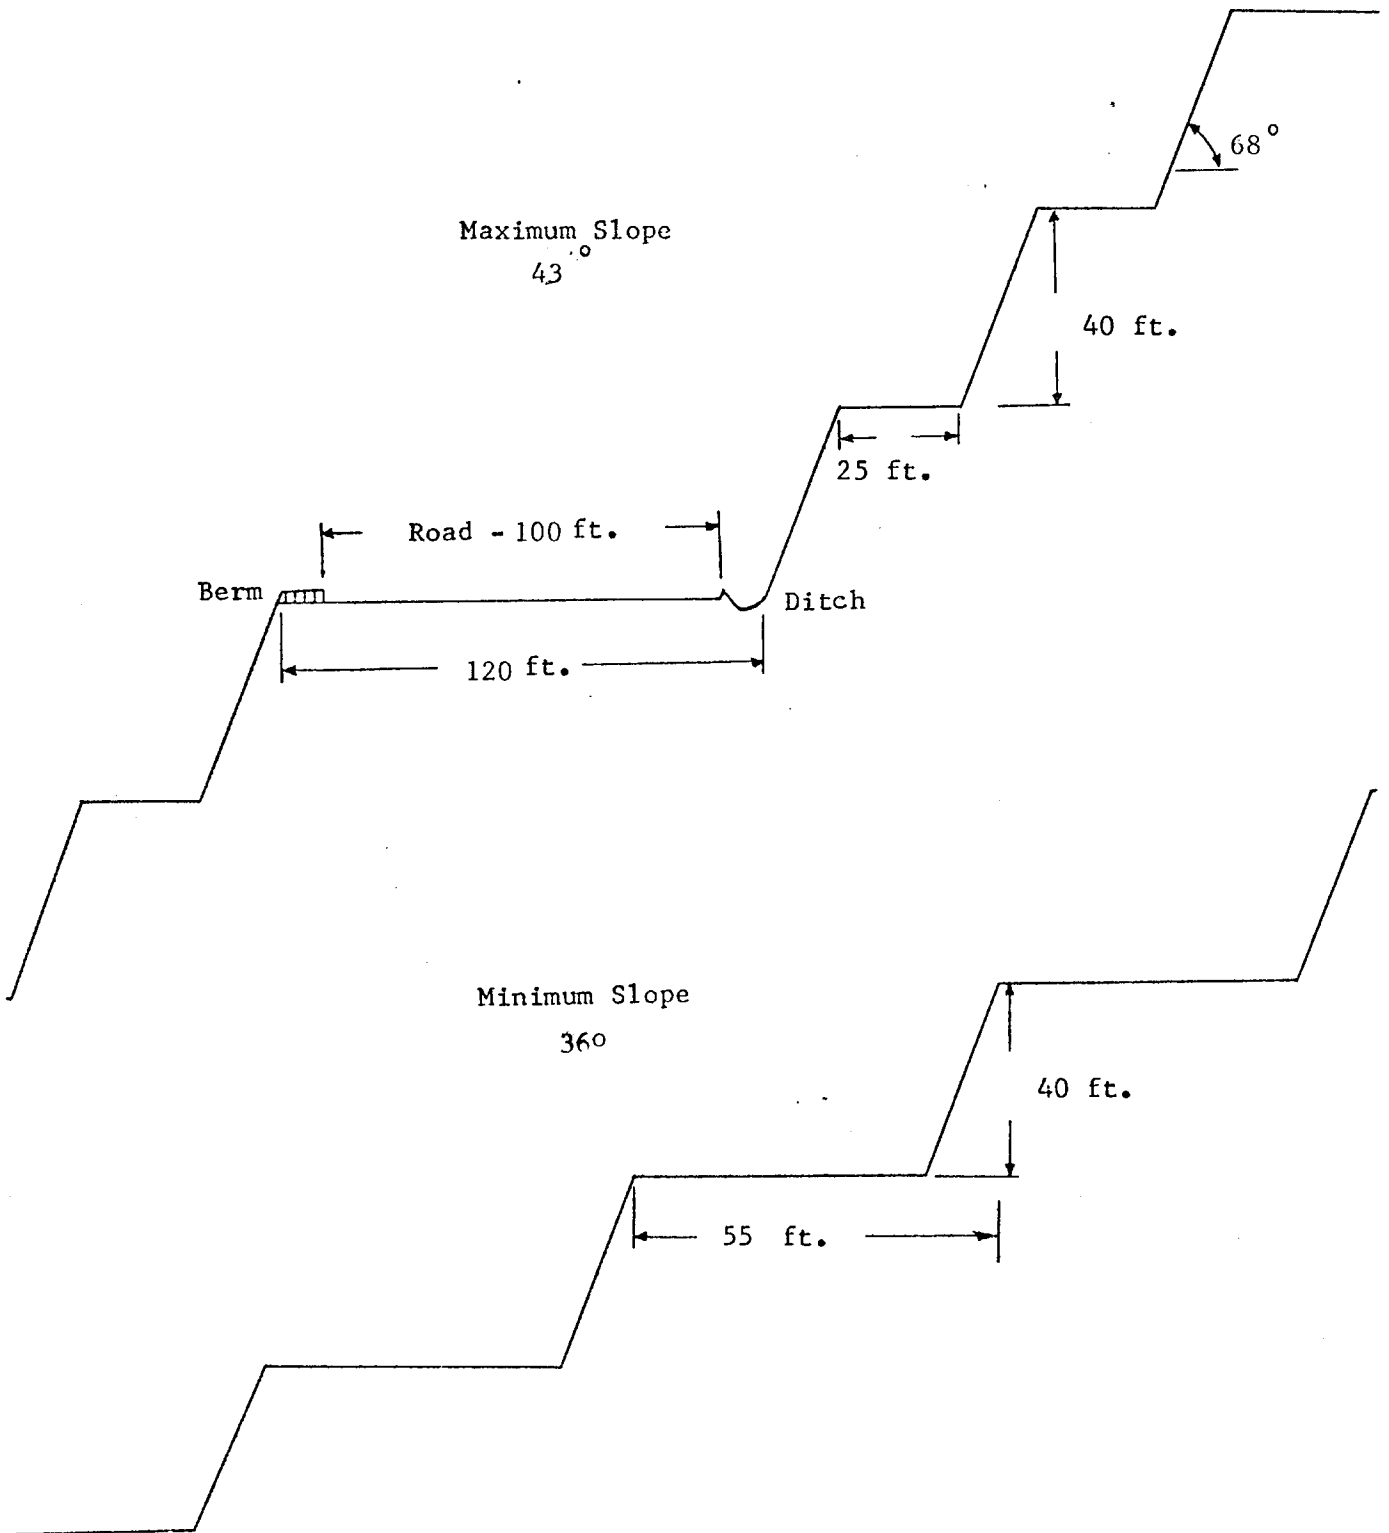 68°
Maximum Slope
43°
40 ft.
25 ft.
Road - 100 ft.
Berm
Ditch
120 ft.
Minimum Slope
36°
40 ft.
55 ft.